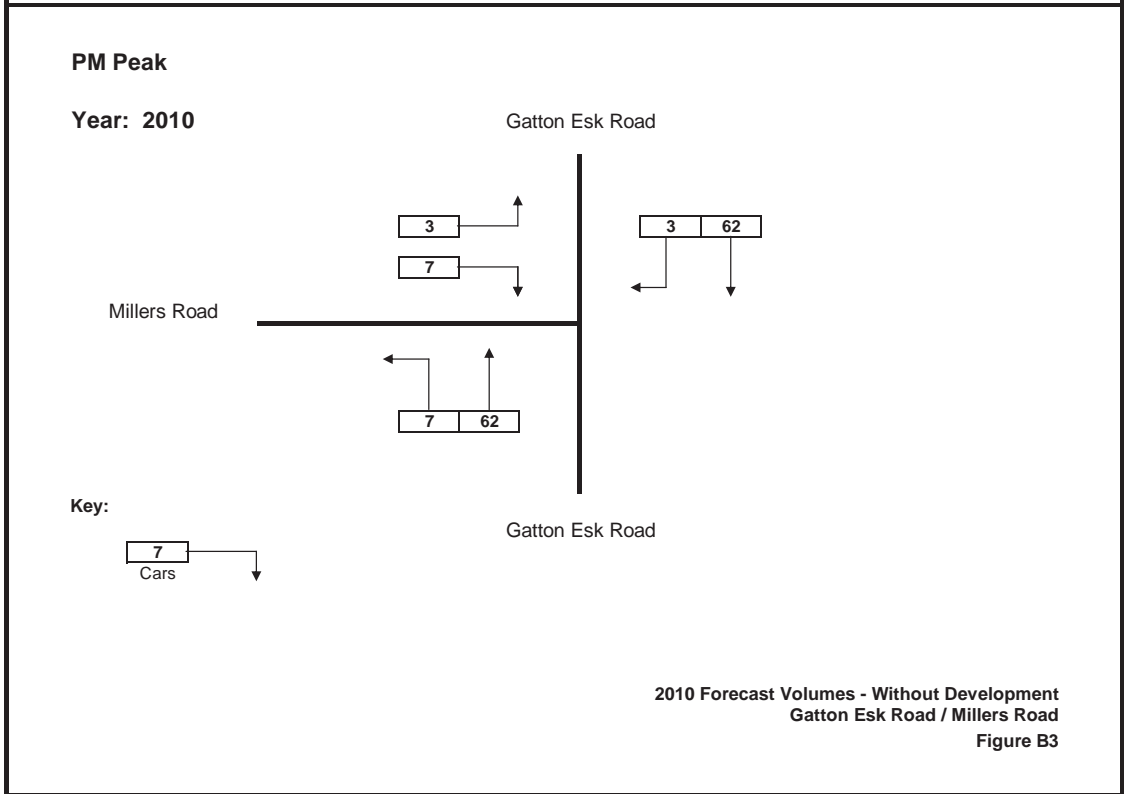 PM Peak
Year: 2010
Gatton Esk Road
3
7
3 62
Millers Road
7 62
Key:
Gatton Esk Road
7
Cars
2010 Forecast Volumes - Without Development
Gatton Esk Road / Millers Road
Figure B3